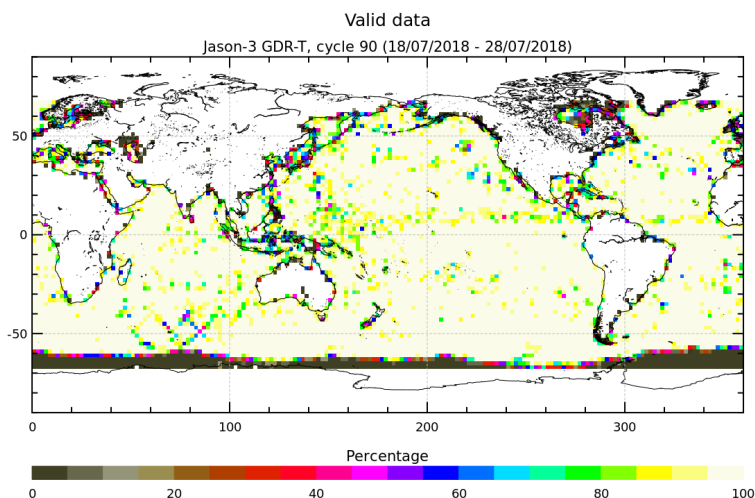 Valid data
Jason-3 GDR-T, cycle 90 (18/07/2018 - 28/07/2018)
50
0
-50
0 100 200 300
Percentage
0 20 40 60 80 100